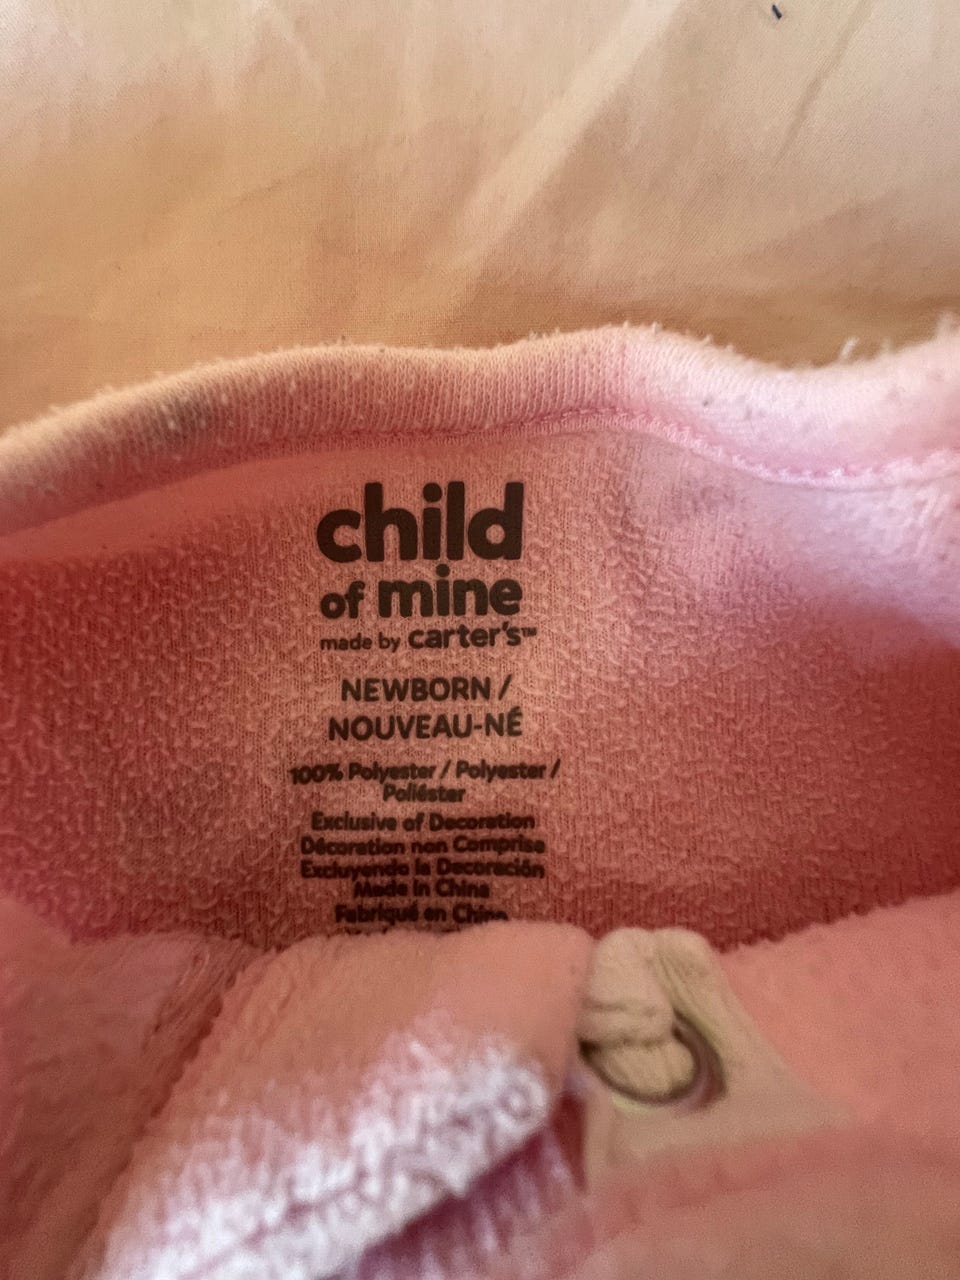 child
of mine
made by carter's™
NEWBORN /
NOUVEAU-NÉ
100% Polyester / Polyester /
Poliéster
Exclusive of Decoration
Décoration non Comprise
Excluyendo la Decoración
Made in China
Fabriqué en Chine